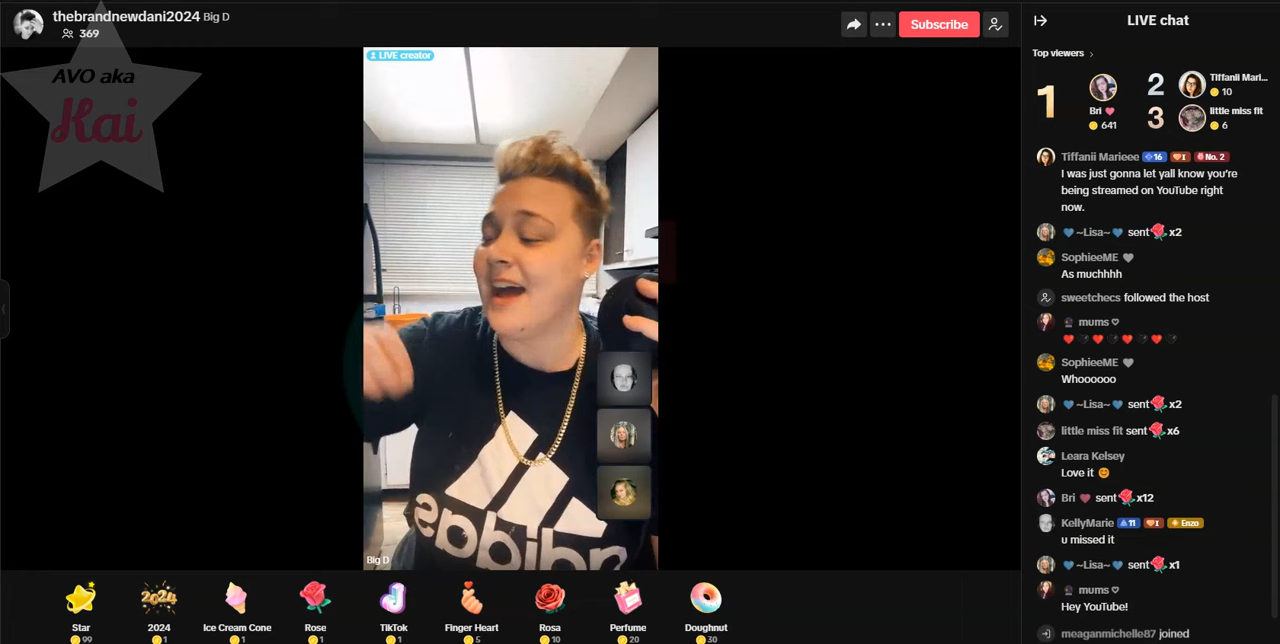 thebrandnewdani2024 Big D
369
Subscribe
AVO aka
Kai
LIVE creator
adidas
Big D
Star
99
2024
2024
1
Ice Cream Cone
1
Rose
1
TikTok
1
Finger Heart
5
Rosa
10
Perfume
20
Doughnut
30
LIVE chat
Top viewers
1
Bri
641
2
Tiffanii Mari...
10
3
little miss fit
6
Tiffanii Marieee 16 I No. 2
I was just gonna let yall know you're
being streamed on YouTube right
now.
~Lisa~ sent x2
SophieeME
As muchhhh
sweetchecs followed the host
mums
SophieeME
Whoooooo
~Lisa~ sent x2
little miss fit sent x6
Leara Kelsey
Love it
Bri sent x12
KellyMarie 11 I Enzo
u missed it
~Lisa~ sent x1
mums
Hey YouTube!
meaganmichelle87 joined